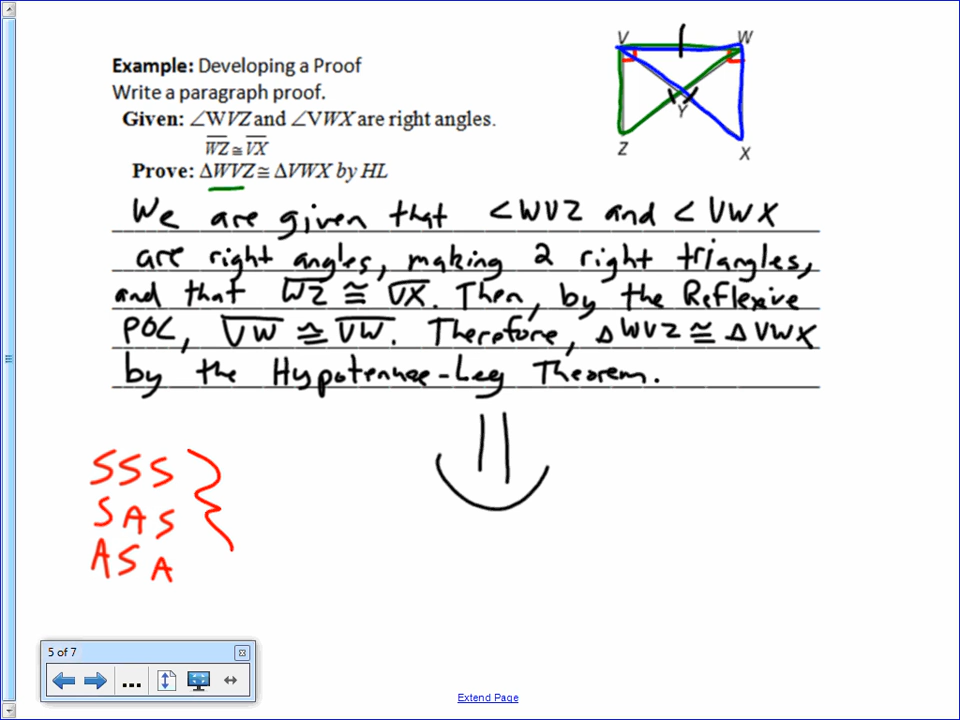 Example: Developing a Proof
Write a paragraph proof.
Given: ∠WVZ and ∠VWX are right angles.
WZ ≅ VX
Prove: ΔWVZ ≅ ΔVWX by HL
V W
Y
Z X
We are given that <WVZ and <VWX
are right angles, making 2 right triangles,
and that WZ ≅ VX. Then, by the Reflexive
POC, VW ≅ VW. Therefore, ΔWVZ ≅ ΔVWX
by the Hypotenuse-Leg Theorem.
SSS
SAS
ASA
5 of 7
...
Extend Page